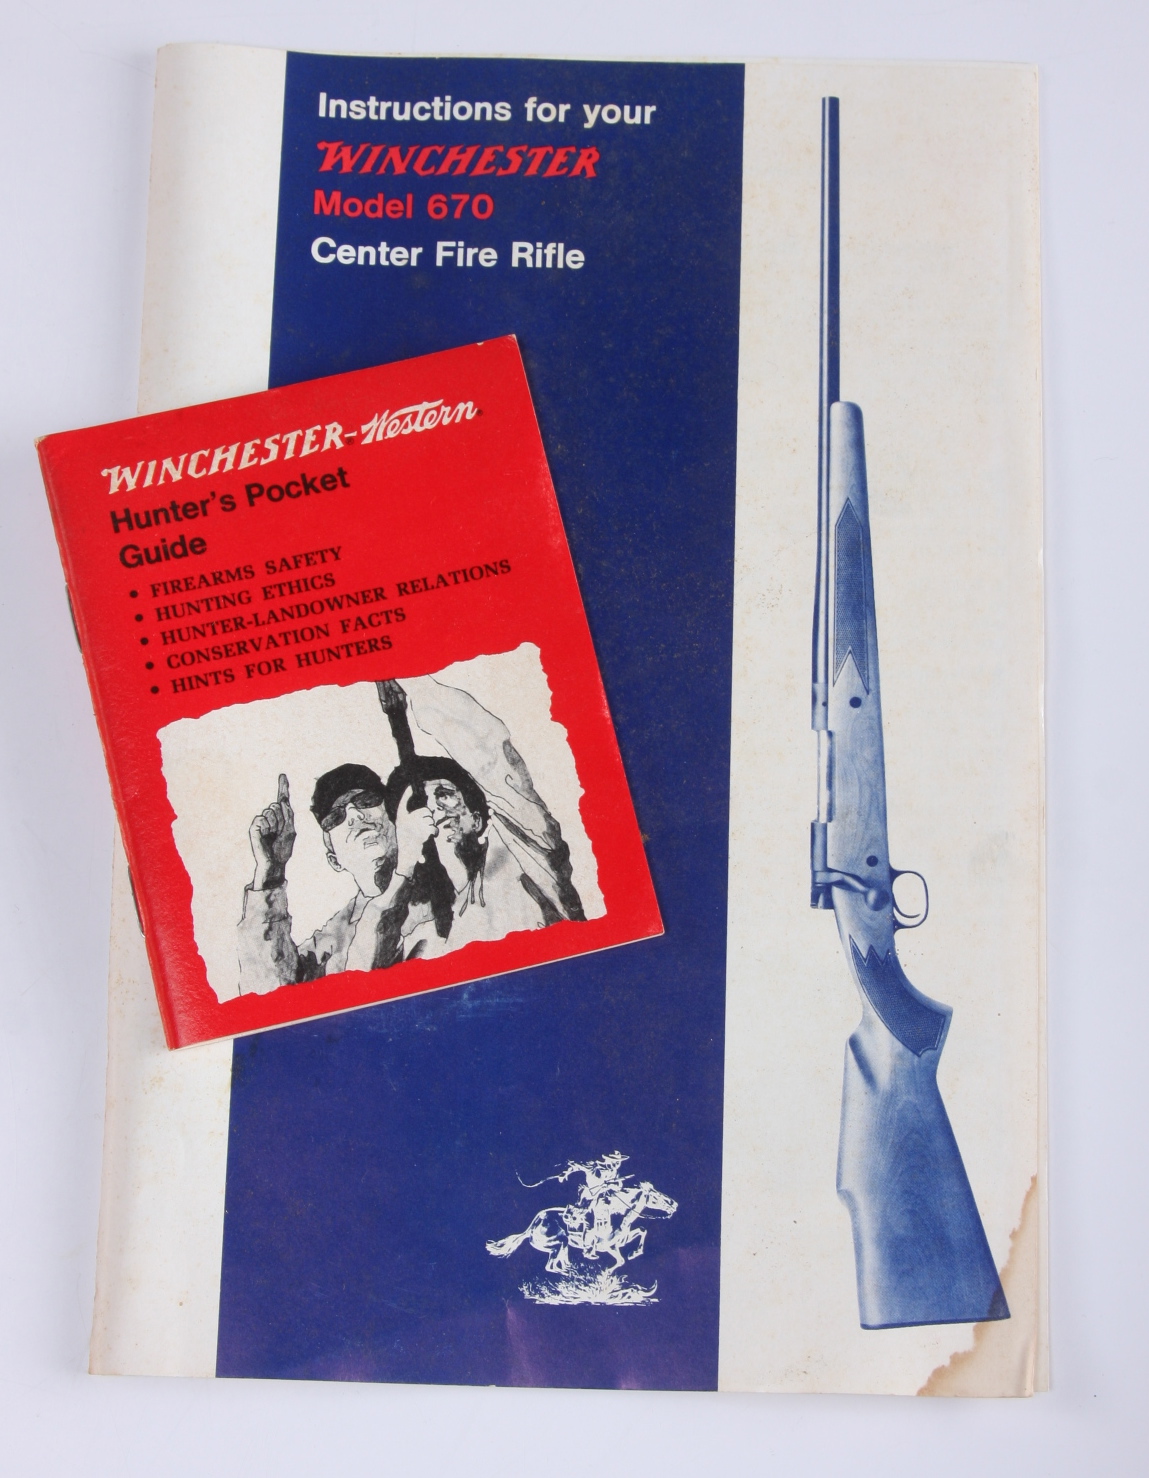 Instructions for your
WINCHESTER
Model 670
Center Fire Rifle
WINCHESTER-Western
Hunter's Pocket
Guide
• FIREARMS SAFETY
• HUNTING ETHICS
• HUNTER-LANDOWNER RELATIONS
• CONSERVATION FACTS
• HINTS FOR HUNTERS